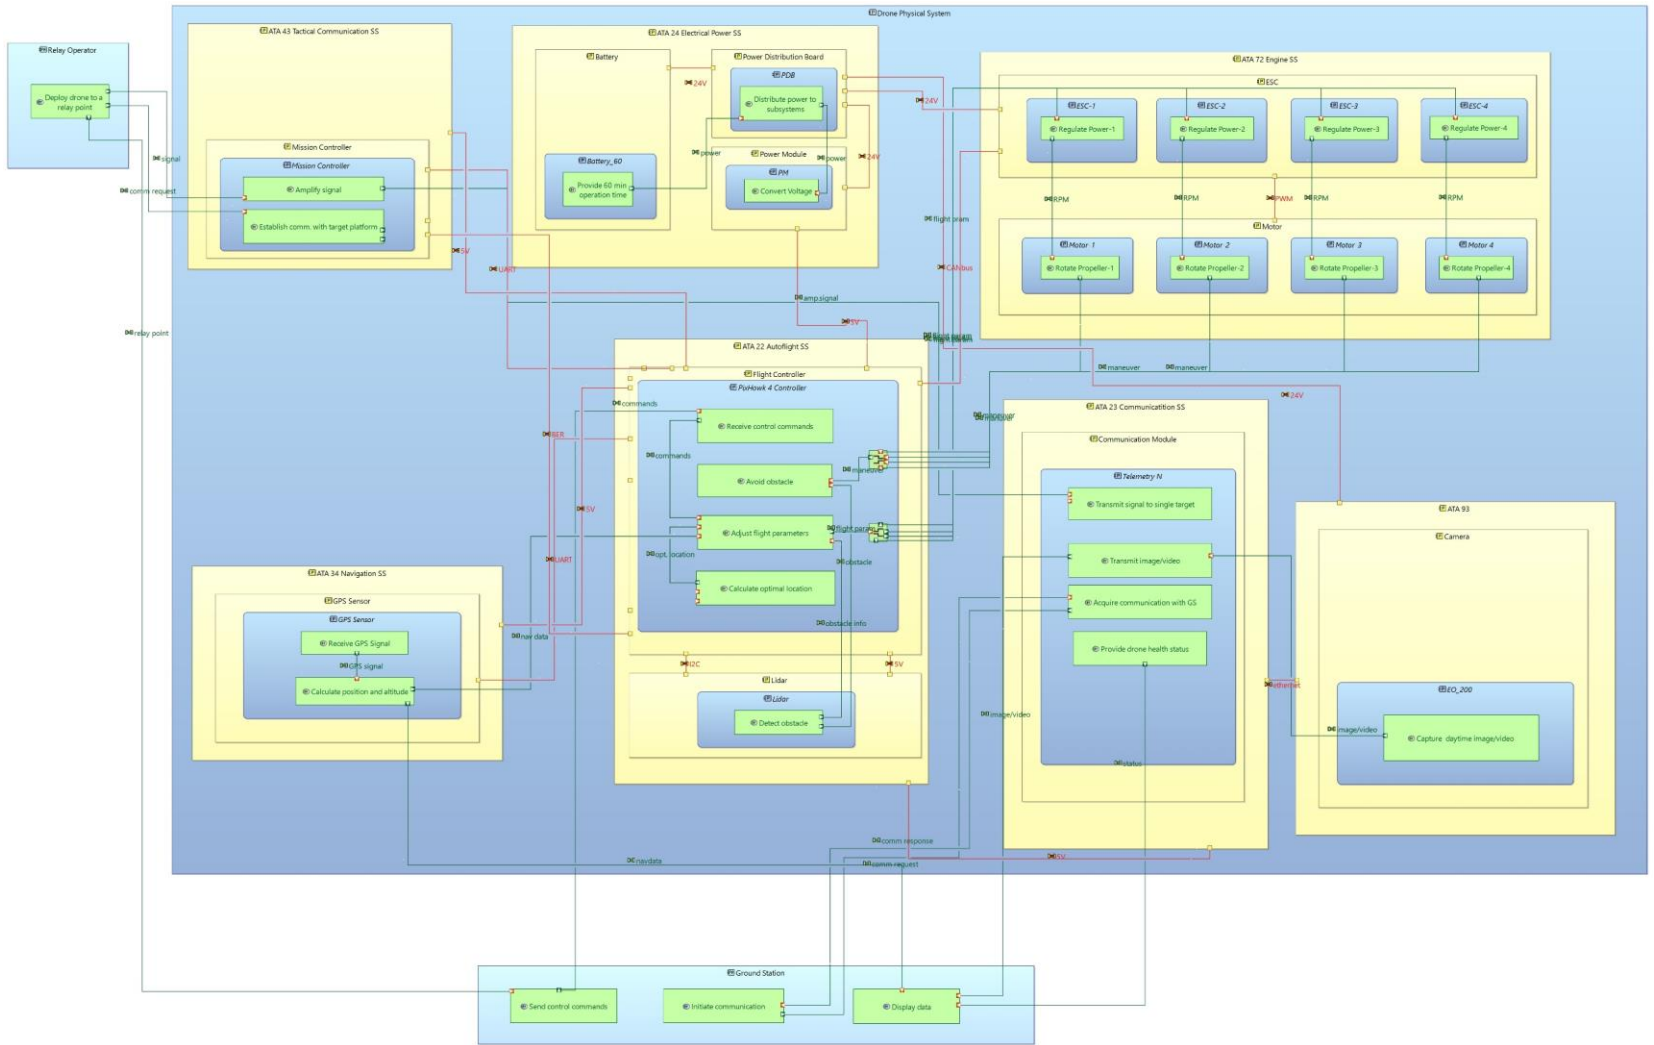 Drone Physical System
Relay Operator
Deploy drone to a
relay point
signal
comm request
relay point
ATA 43 Tactical Communication SS
Mission Controller
Mission Controller
Amplify signal
Establish comm. with target platform
5V
UART
ATA 24 Electrical Power SS
Battery
Battery_60
Provide 60 min
operation time
24V
power
Power Distribution Board
PDB
Distribute power to
subsystems
power
24V
Power Module
PM
Convert Voltage
24V
flight pram
CANbus
amp.signal
5V
ATA 72 Engine SS
ESC
ESC-1
Regulate Power-1
ESC-2
Regulate Power-2
ESC-3
Regulate Power-3
ESC-4
Regulate Power-4
RPM
RPM
PWM
RPM
RPM
Motor
Motor 1
Rotate Propeller-1
Motor 2
Rotate Propeller-2
Motor 3
Rotate Propeller-3
Motor 4
Rotate Propeller-4
maneuver
maneuver
24V
ATA 22 Autoflight SS
Flight Controller
PixHawk 4 Controller
commands
Receive control commands
commands
Avoid obstacle
maneuver
Adjust flight parameters
flight param
opt. location
obstacle
Calculate optimal location
obstacle info
I2C
5V
Lidar
Lidar
Detect obstacle
5V
UART
nav data
ATA 34 Navigation SS
GPS Sensor
GPS Sensor
Receive GPS Signal
GPS signal
Calculate position and altitude
ATA 23 Communicatition SS
Communication Module
Telemetry N
Transmit signal to single target
Transmit image/video
Acquire communication with GS
Provide drone health status
image/video
status
ethernet
ATA 93
Camera
EO_200
image/video
Capture daytime image/video
comm response
navdata
comm request
5V
Ground Station
Send control commands
Initiate communication
Display data